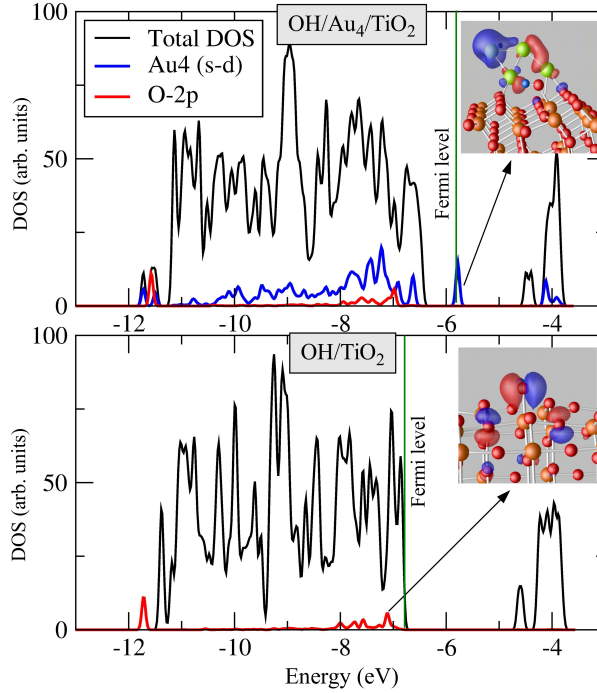 OH/Au4/TiO2
Total DOS
Au4 (s-d)
O-2p
DOS (arb. units)
100
50
0
Fermi level
-12 -10 -8 -6 -4
OH/TiO2
DOS (arb. units)
100
50
0
Fermi level
-12 -10 -8 -6 -4
Energy (eV)